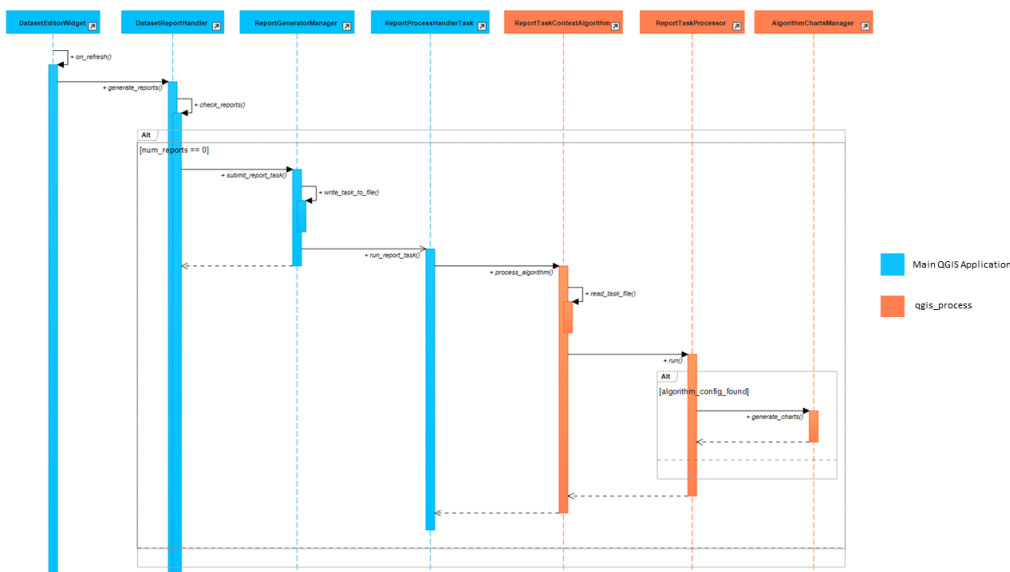 DatasetEditorWidget
DatasetReportHandler
ReportGeneratorManager
ReportProcessHandlerTask
ReportTaskContextAlgorithm
ReportTaskProcessor
AlgorithmChartsManager
+ on_refresh()
+ generate_reports()
+ check_reports()
Alt
[num_reports == 0]
+ submit_report_task()
+ write_task_to_file()
+ run_report_task()
+ process_algorithm()
+ read_task_file()
+ run()
Alt
[algorithm_config_found]
+ generate_charts()
Main QGIS Application
qgis_process